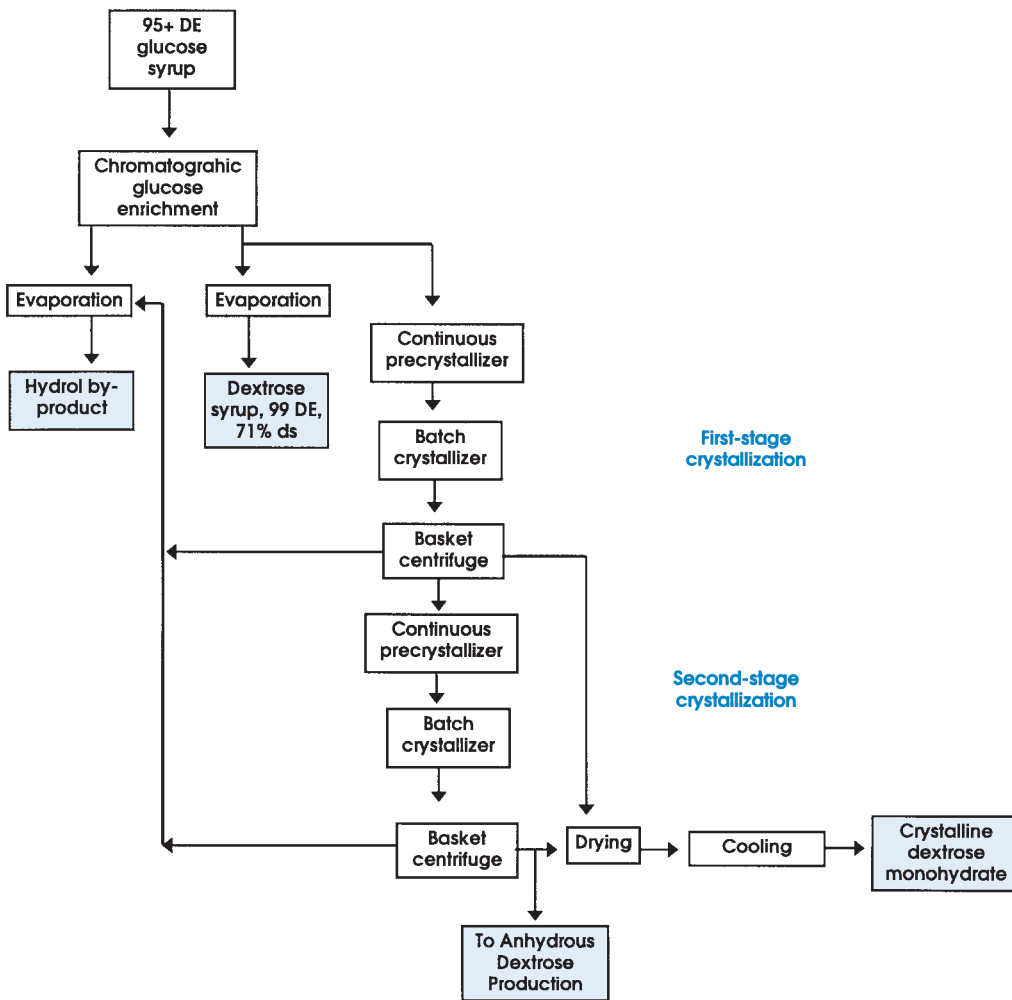 95+ DE
glucose
syrup
Chromatograhic
glucose
enrichment
Evaporation
Evaporation
Continuous
precrystallizer
Hydrol by-
product
Dextrose
syrup, 99 DE,
71% ds
Batch
crystallizer
First-stage
crystallization
Basket
centrifuge
Continuous
precrystallizer
Second-stage
crystallization
Batch
crystallizer
Basket
centrifuge
Drying
Cooling
Crystalline
dextrose
monohydrate
To Anhydrous
Dextrose
Production